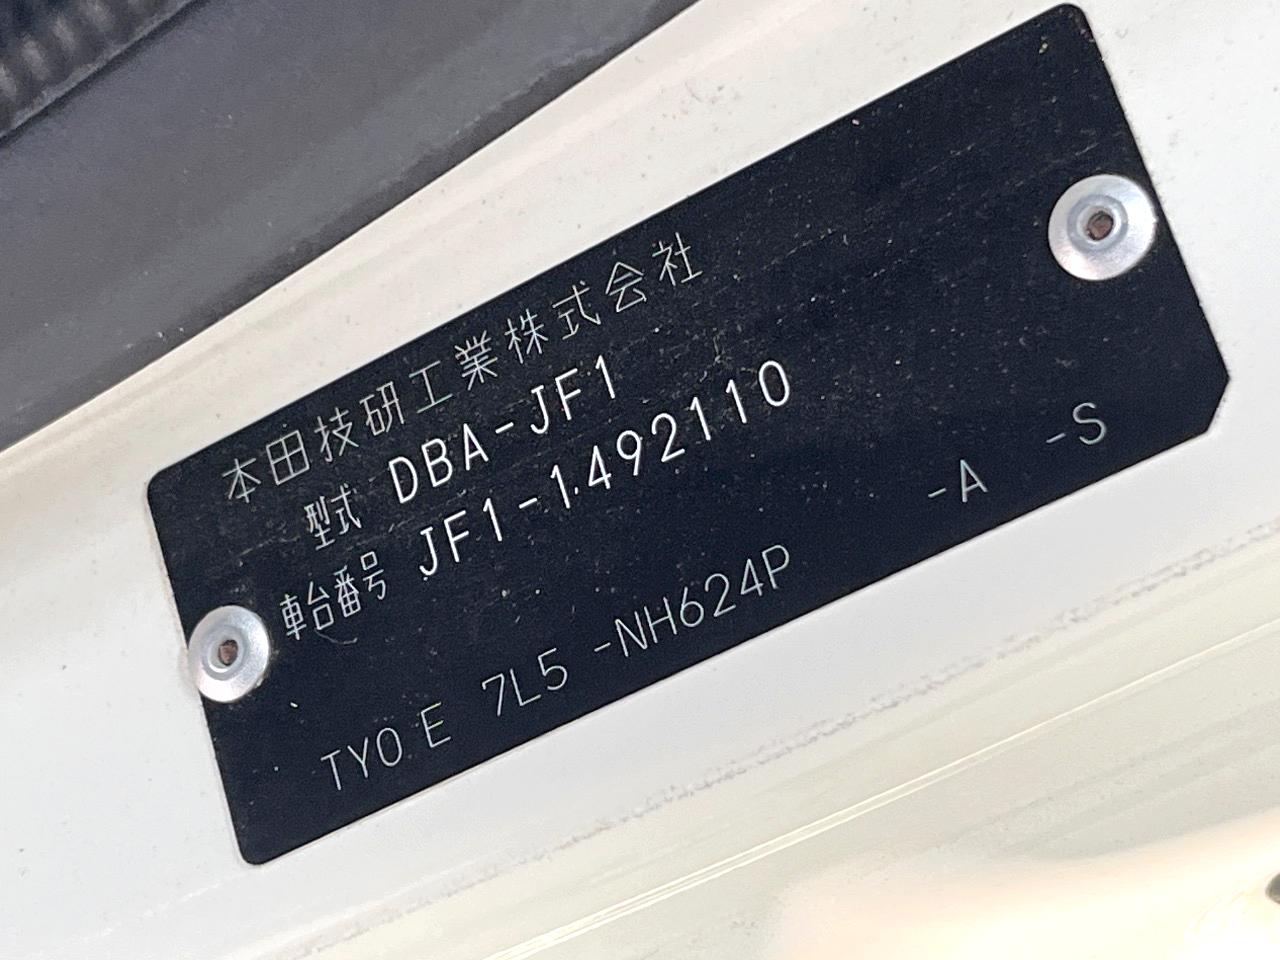 本田技研工業株式会社
型式 DBA-JF1
車台番号 JF1-1492110
TY0 E 7L5 -NH624P -A -S